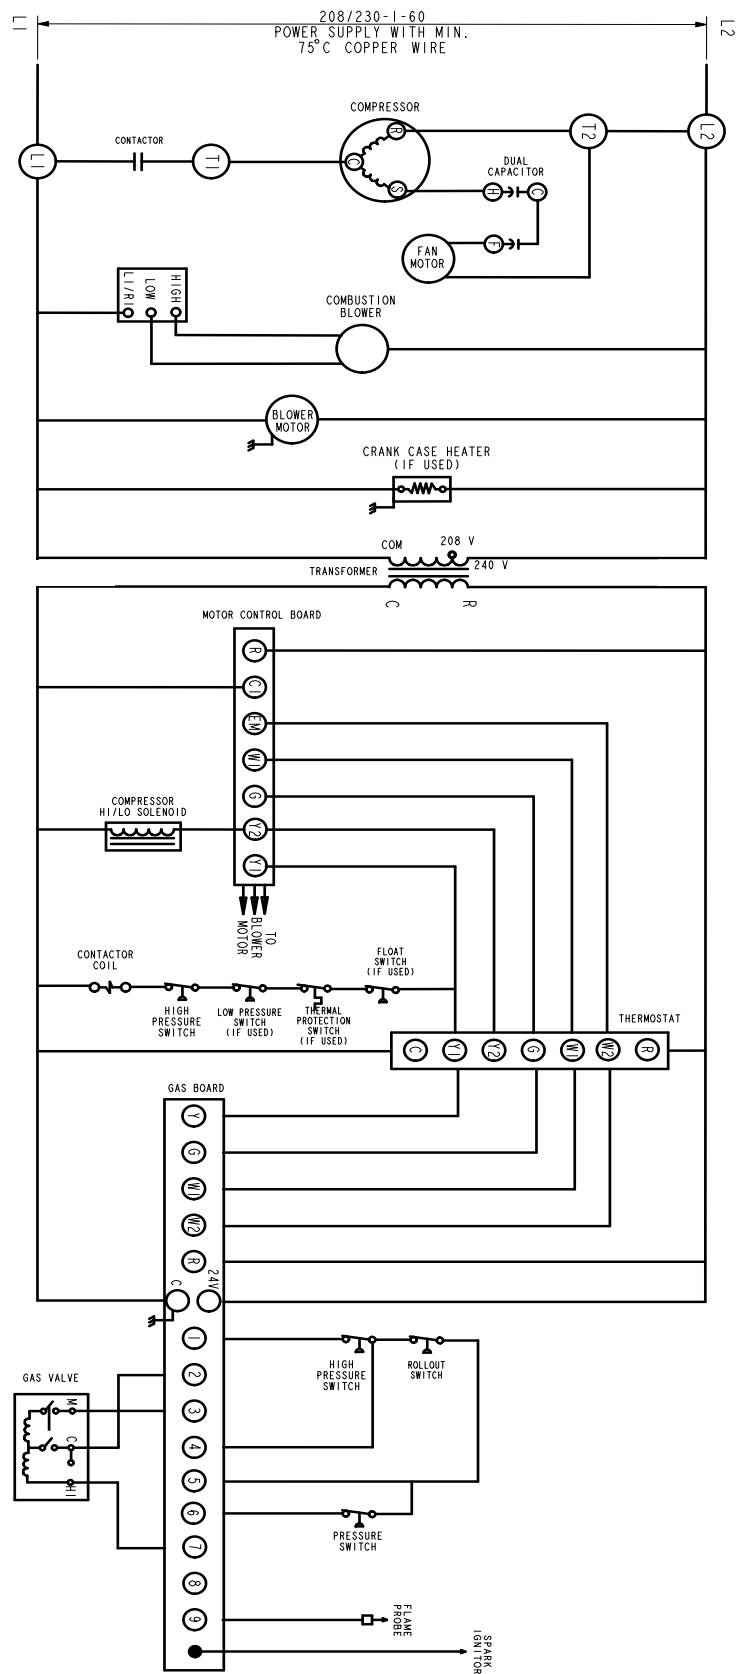 L1
208/230-1-60
POWER SUPPLY WITH MIN.
75°C COPPER WIRE
L2
COMPRESSOR
CONTACTOR
L1
T1
C
R
S
T2
L2
DUAL
CAPACITOR
H
C
F
FAN
MOTOR
L1/R1
LOW
HIGH
COMBUSTION
BLOWER
BLOWER
MOTOR
CRANK CASE HEATER
(IF USED)
COM
208 V
240 V
TRANSFORMER
C
R
MOTOR CONTROL BOARD
R
C1
EM
W1
G
Y2
Y1
COMPRESSOR
HI/LO SOLENOID
TO
BLOWER
MOTOR
CONTACTOR
COIL
HIGH
PRESSURE
SWITCH
LOW PRESSURE
SWITCH
(IF USED)
THERMAL
PROTECTION
SWITCH
(IF USED)
FLOAT
SWITCH
(IF USED)
THERMOSTAT
C
Y1
Y2
G
W1
W2
R
GAS BOARD
Y
G
W1
W2
R
C
24V
1
2
3
4
5
6
7
8
9
HIGH
PRESSURE
SWITCH
ROLLOUT
SWITCH
GAS VALVE
M
C
HI
PRESSURE
SWITCH
FLAME
PROBE
SPARK
IGNITOR